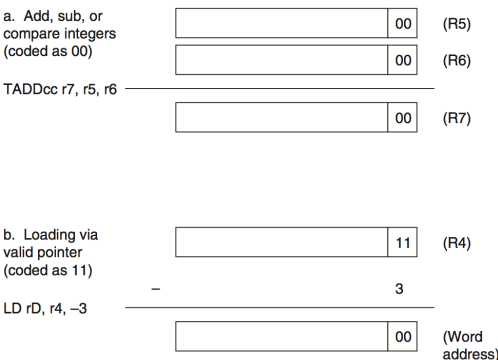 a. Add, sub, or
compare integers
(coded as 00)
TADDcc r7, r5, r6
00 (R5)
00 (R6)
00 (R7)
b. Loading via
valid pointer
(coded as 11)
LD rD, r4, –3
11 (R4)
– 3
00 (Word
address)